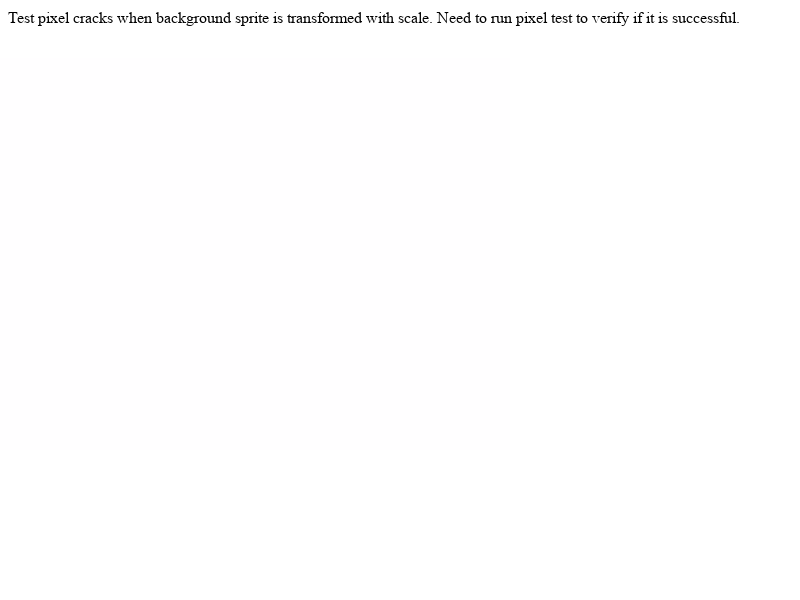 Test pixel cracks when background sprite is transformed with scale. Need to run pixel test to verify if it is successful.